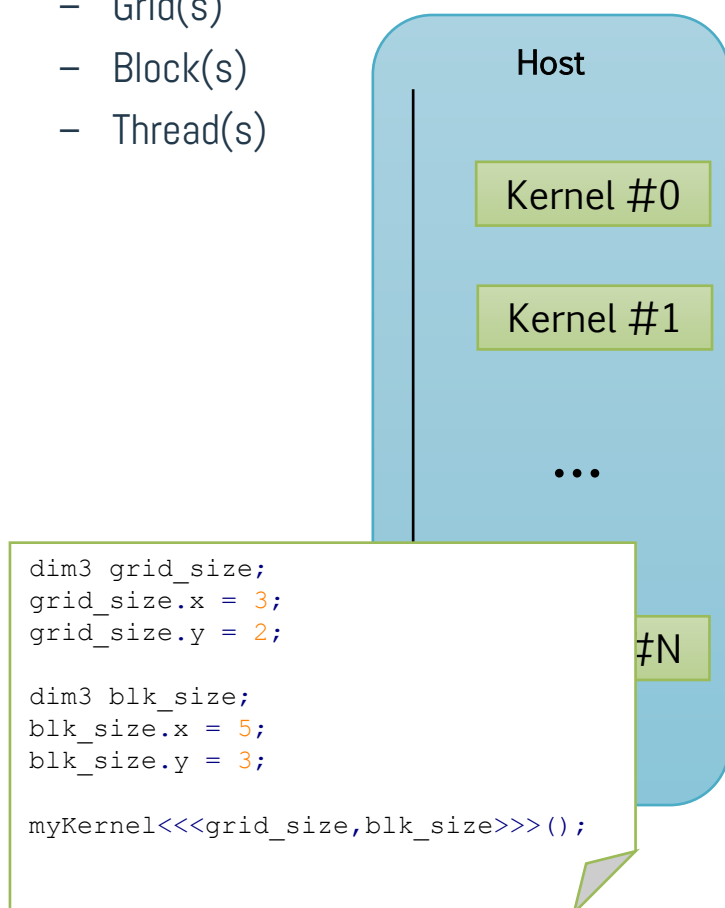 – Grid(s)
– Block(s)
– Thread(s)
Host
Kernel #0
Kernel #1
...
#N
dim3 grid_size;
grid_size.x = 3;
grid_size.y = 2;
dim3 blk_size;
blk_size.x = 5;
blk_size.y = 3;
myKernel<<<grid_size,blk_size>>>();